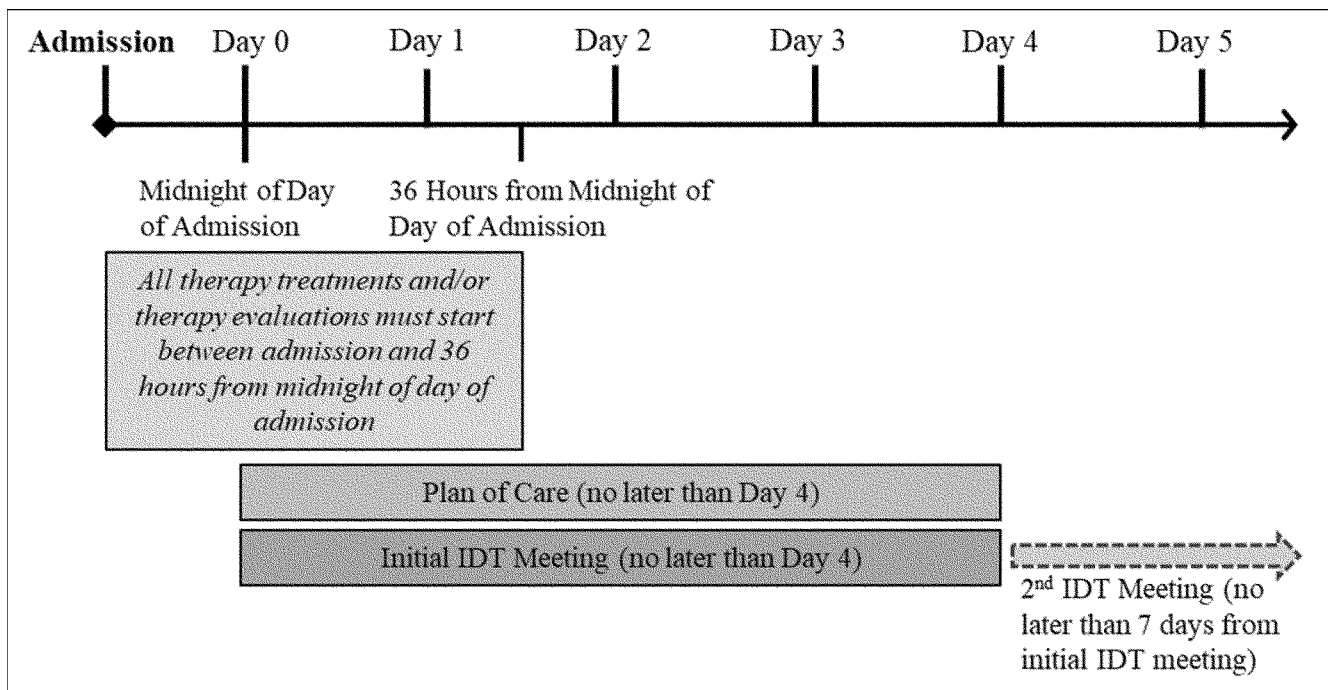 Admission Day 0 Day 1 Day 2 Day 3 Day 4 Day 5
Midnight of Day
of Admission
36 Hours from Midnight of
Day of Admission
All therapy treatments and/or
therapy evaluations must start
between admission and 36
hours from midnight of day of
admission
Plan of Care (no later than Day 4)
Initial IDT Meeting (no later than Day 4)
2nd IDT Meeting (no
later than 7 days from
initial IDT meeting)